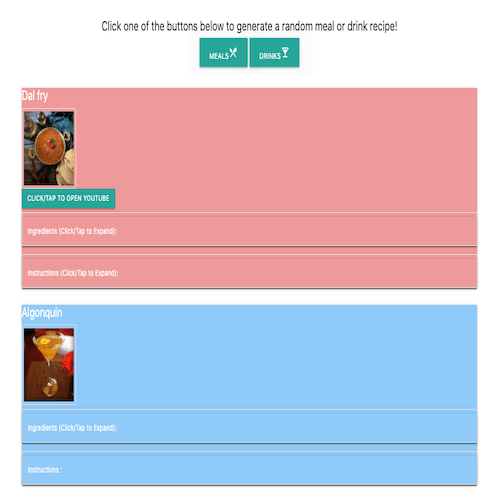 Click one of the buttons below to generate a random meal or drink recipe!
MEALS DRINKS
Dal fry
CLICK/TAP TO OPEN YOUTUBE
Ingredients (Click/Tap to Expand):
Instructions (Click/Tap to Expand):
Algonquin
Ingredients (Click/Tap to Expand):
Instructions :